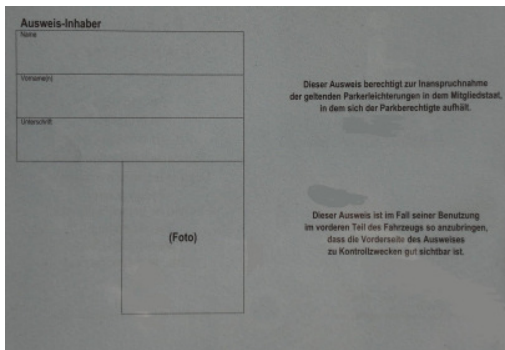 Ausweis-Inhaber
Name
Vorname(n)
Unterschrift
(Foto)
Dieser Ausweis berechtigt zur Inanspruchnahme
der geltenden Parkerleichterungen in dem Mitgliedstaat,
in dem sich der Parkberechtigte aufhält.
Dieser Ausweis ist im Fall seiner Benutzung
im vorderen Teil des Fahrzeugs so anzubringen,
dass die Vorderseite des Ausweises
zu Kontrollzwecken gut sichtbar ist.